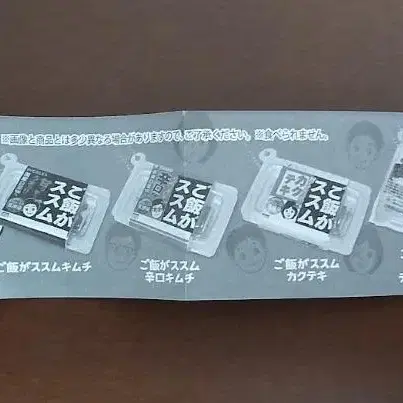 ※画像と商品とは多少異なる場合がありますので、ご了承ください。※食べられません。
ご飯が
ススム
ご飯が
ススム
辛口
ご飯が
ススム
カクテキ
ご飯がススムキムチ
ご飯がススム
辛口キムチ
ご飯がススム
カクテキ